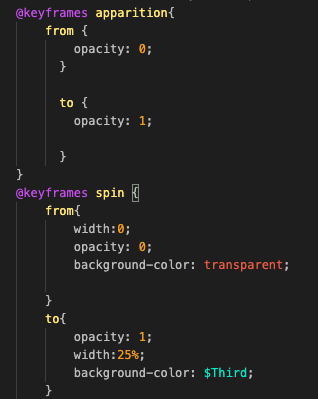 @keyframes apparition{
from {
opacity: 0;
}
to {
opacity: 1;
}
}
@keyframes spin {
from{
width:0;
opacity: 0;
background-color: transparent;
}
to{
opacity: 1;
width:25%;
background-color: $Third;
}